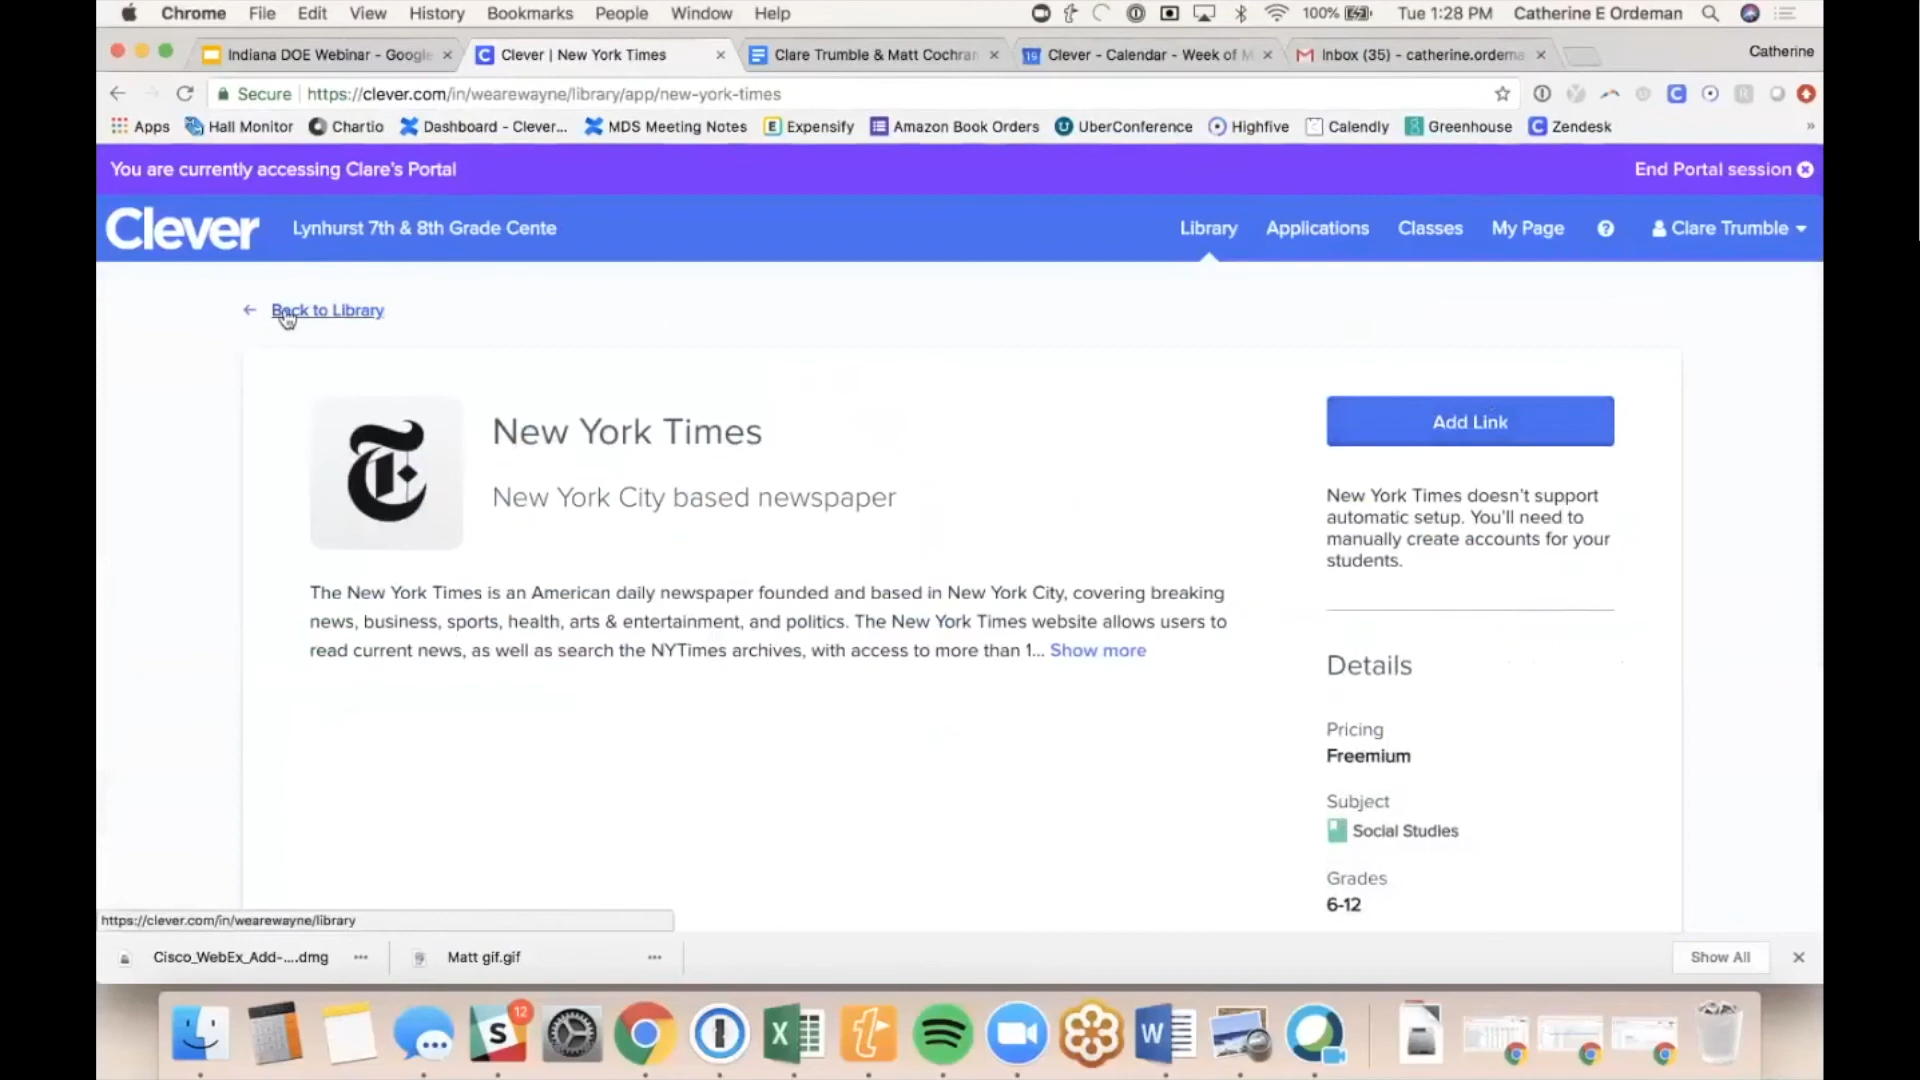 Chrome File Edit View History Bookmarks People Window Help 100% Tue 1:28 PM Catherine E Ordeman
Indiana DOE Webinar - Google Clever | New York Times Clare Trumble & Matt Cochran Clever - Calendar - Week of M Inbox (35) - catherine.ordema Catherine
Secure https://clever.com/in/wearewayne/library/app/new-york-times
Apps Hall Monitor Chartio Dashboard - Clever... MDS Meeting Notes Expensify Amazon Book Orders UberConference Highfive Calendly Greenhouse Zendesk »
You are currently accessing Clare's Portal End Portal session
Clever Lynhurst 7th & 8th Grade Cente Library Applications Classes My Page ? Clare Trumble
← Back to Library
New York Times
New York City based newspaper
The New York Times is an American daily newspaper founded and based in New York City, covering breaking
news, business, sports, health, arts & entertainment, and politics. The New York Times website allows users to
read current news, as well as search the NYTimes archives, with access to more than 1... Show more
Add Link
New York Times doesn't support
automatic setup. You'll need to
manually create accounts for your
students.
Details
Pricing
Freemium
Subject
Social Studies
Grades
6-12
https://clever.com/in/wearewayne/library
Cisco_WebEx_Add-....dmg Matt gif.gif Show All
12